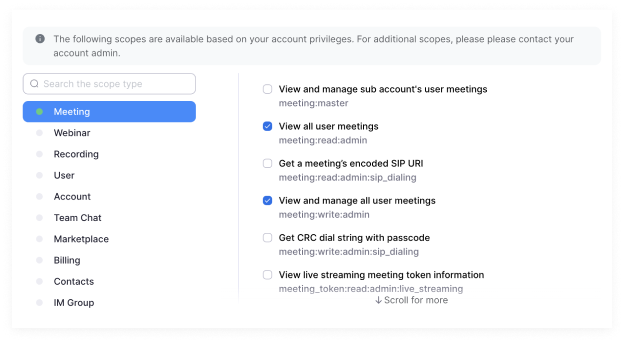 The following scopes are available based on your account privileges. For additional scopes, please please contact your
account admin.
Search the scope type
Meeting
Webinar
Recording
User
Account
Team Chat
Marketplace
Billing
Contacts
IM Group
View and manage sub account's user meetings
meeting:master
View all user meetings
meeting:read:admin
Get a meeting's encoded SIP URI
meeting:read:admin:sip_dialing
View and manage all user meetings
meeting:write:admin
Get CRC dial string with passcode
meeting:write:admin:sip_dialing
View live streaming meeting token information
meeting_token:read:admin:live_streaming
↓ Scroll for more